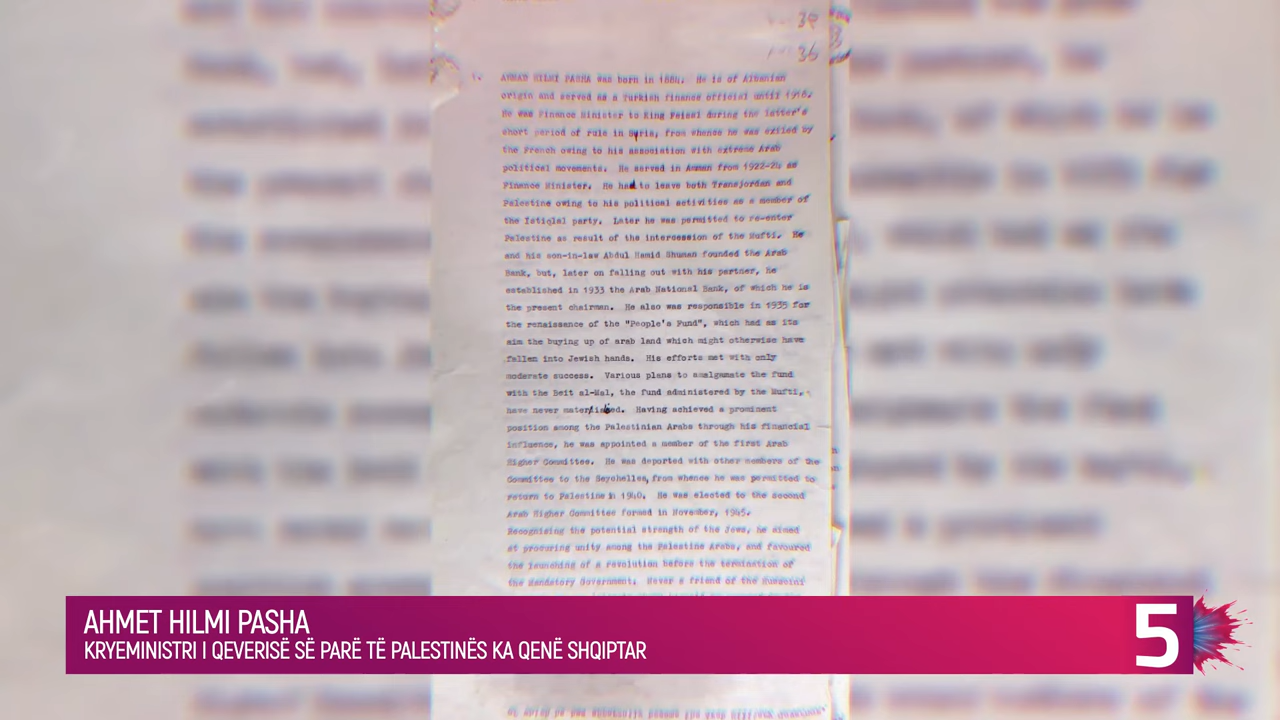 34
36
1. AHMAD HILMI PASHA was born in 1882. He is of Albanian
origin and served as a Turkish finance official until 1918.
He was Finance Minister to King Feisal during the latter's
short period of rule in Syria, from whence he was exiled by
the French owing to his association with extreme Arab
political movements. He served in Amman from 1922-24 as
Finance Minister. He had to leave both Transjordan and
Palestine owing to his political activities as a member of
the Istiqlal party. Later he was permitted to re-enter
Palestine as result of the intercession of the Mufti. He
and his son-in-law Abdul Hamid Shuman founded the Arab
Bank, but, later on falling out with his partner, he
established in 1933 the Arab National Bank, of which he is
the present chairman. He also was responsible in 1935 for
the renaissance of the "People's Fund", which had as its
aim the buying up of arab land which might otherwise have
fallen into Jewish hands. His efforts met with only
moderate success. Various plans to amalgamate the fund
with the Beit al-Mal, the fund administered by the Mufti,
have never materialised. Having achieved a prominent
position among the Palestinian Arabs through his financial
influence, he was appointed a member of the first Arab
Higher Committee. He was deported with other members of the
Committee to the Seychelles, from whence he was permitted to
return to Palestine in 1940. He was elected to the second
Arab Higher Committee formed in November, 1945.
Recognising the potential strength of the Jews, he aimed
at procuring unity among the Palestine Arabs, and favoured
the launching of a revolution before the termination of
the Mandatory Government. Never a friend of the Husseini
AHMET HILMI PASHA
KRYEMINISTRI I QEVERISË SË PARË TË PALESTINËS KA QENË SHQIPTAR
5